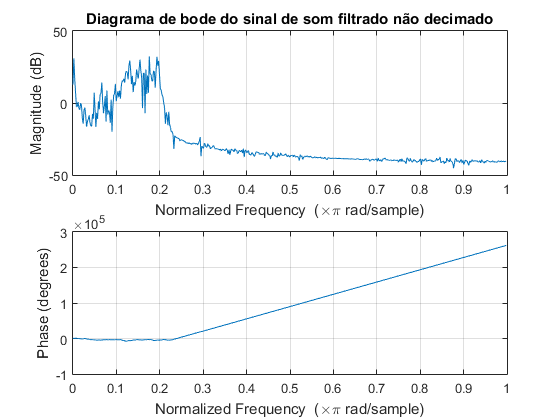 Diagrama de bode do sinal de som filtrado não decimado
Magnitude (dB)
50
0
-50
0 0.1 0.2 0.3 0.4 0.5 0.6 0.7 0.8 0.9 1
Normalized Frequency (×π rad/sample)
×10^5
Phase (degrees)
3
2
1
0
-1
0 0.1 0.2 0.3 0.4 0.5 0.6 0.7 0.8 0.9 1
Normalized Frequency (×π rad/sample)